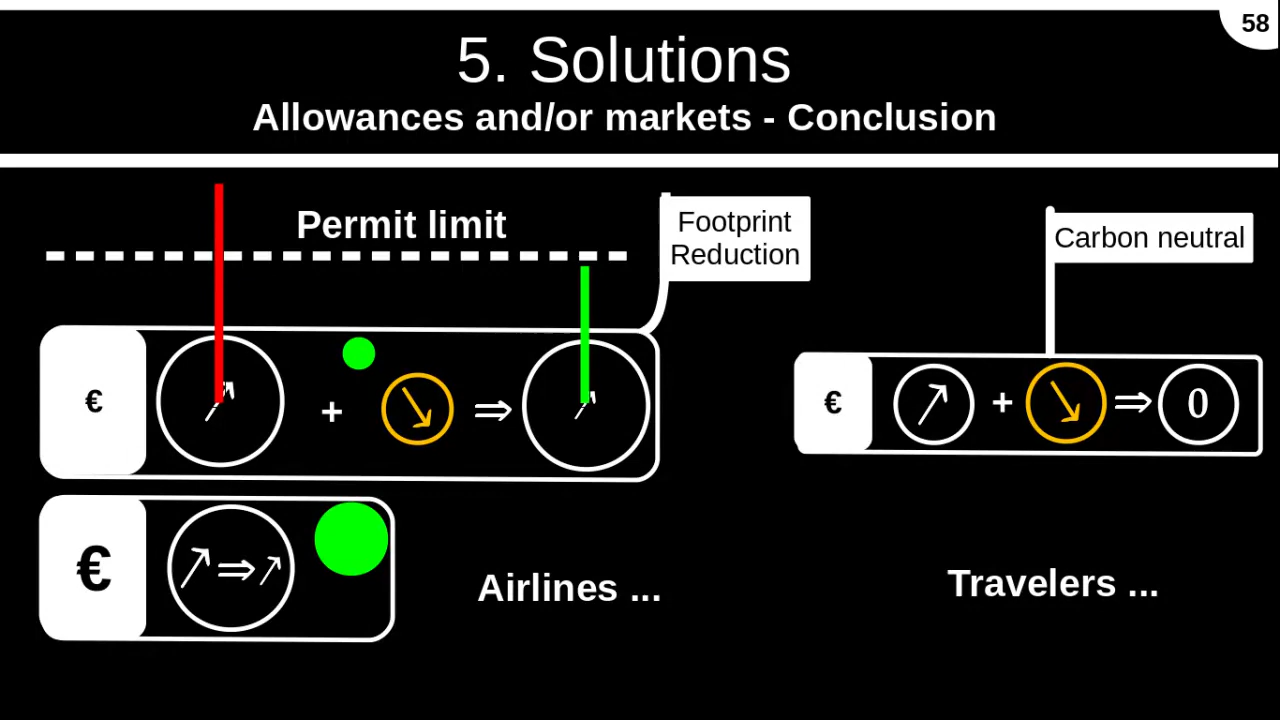 58
5. Solutions
Allowances and/or markets - Conclusion
Permit limit
Footprint
Reduction
Carbon neutral
€ + ⇒
€ + ⇒ 0
€ ⇒
Airlines ...
Travelers ...